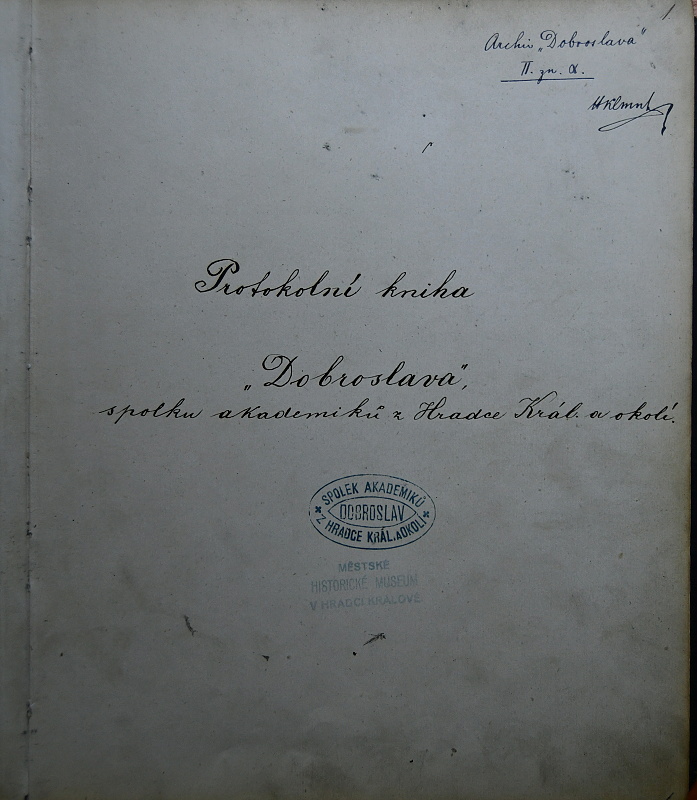 1.
Archiv „Dobroslava"
II. zn. α.
Protokolní kniha
„Dobroslava",
spolku akademiků z Hradce Král. a okolí.
SPOLEK AKADEMIKŮ
DOBROSLAV
Z HRADCE KRÁL. A OKOLÍ
MĚSTSKÉ
HISTORICKÉ MUSEUM
V HRADCI KRÁLOVÉ